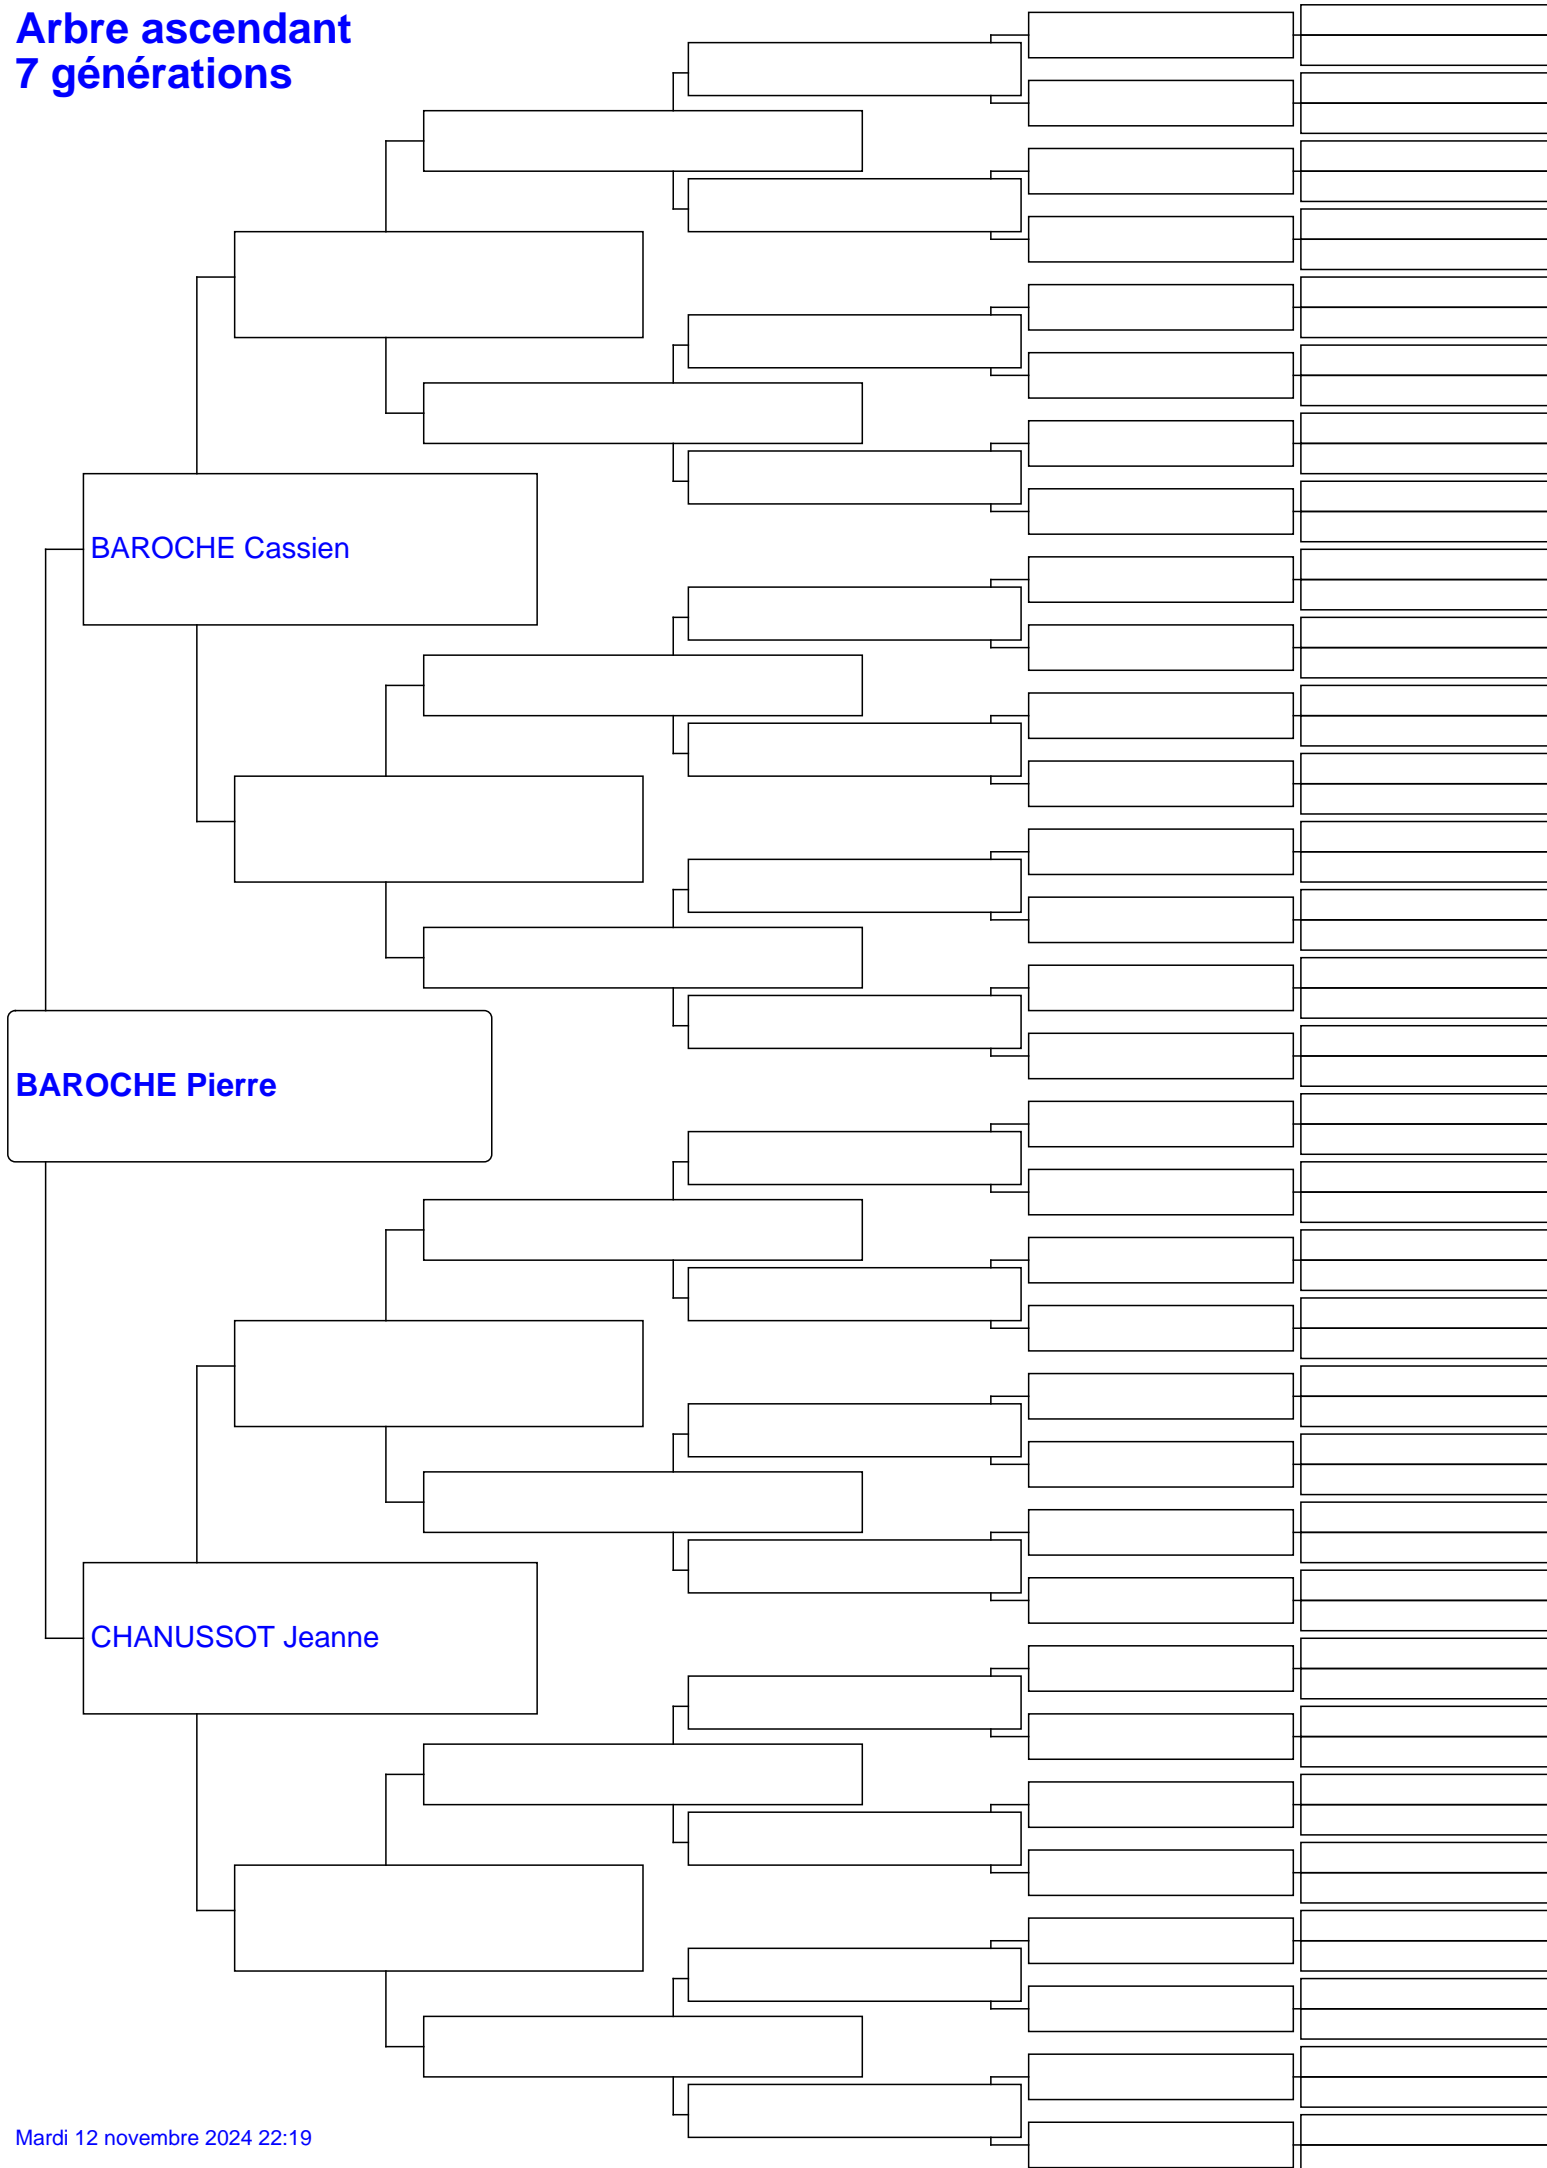 Arbre ascendant
7 générations
BAROCHE Cassien
BAROCHE Pierre
CHANUSSOT Jeanne
Mardi 12 novembre 2024 22:19